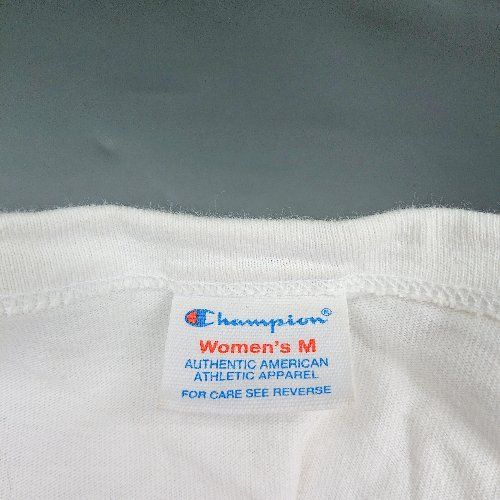 Champion
Women's M
AUTHENTIC AMERICAN
ATHLETIC APPAREL
FOR CARE SEE REVERSE